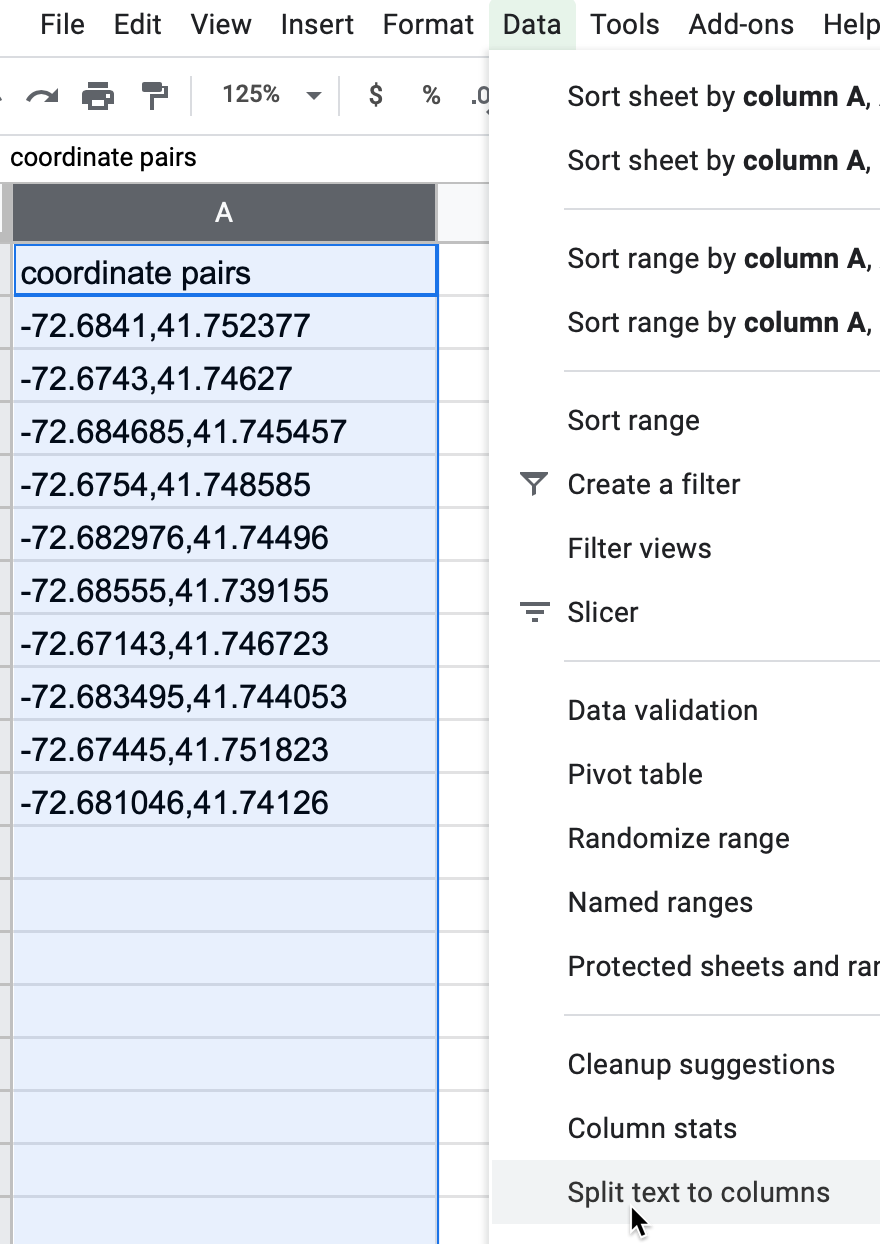 File Edit View Insert Format Data Tools Add-ons Help
125% $ % .0
coordinate pairs
A
coordinate pairs
-72.6841,41.752377
-72.6743,41.74627
-72.684685,41.745457
-72.6754,41.748585
-72.682976,41.74496
-72.68555,41.739155
-72.67143,41.746723
-72.683495,41.744053
-72.67445,41.751823
-72.681046,41.74126
Sort sheet by column A,
Sort sheet by column A,
Sort range by column A,
Sort range by column A,
Sort range
Create a filter
Filter views
Slicer
Data validation
Pivot table
Randomize range
Named ranges
Protected sheets and ran
Cleanup suggestions
Column stats
Split text to columns